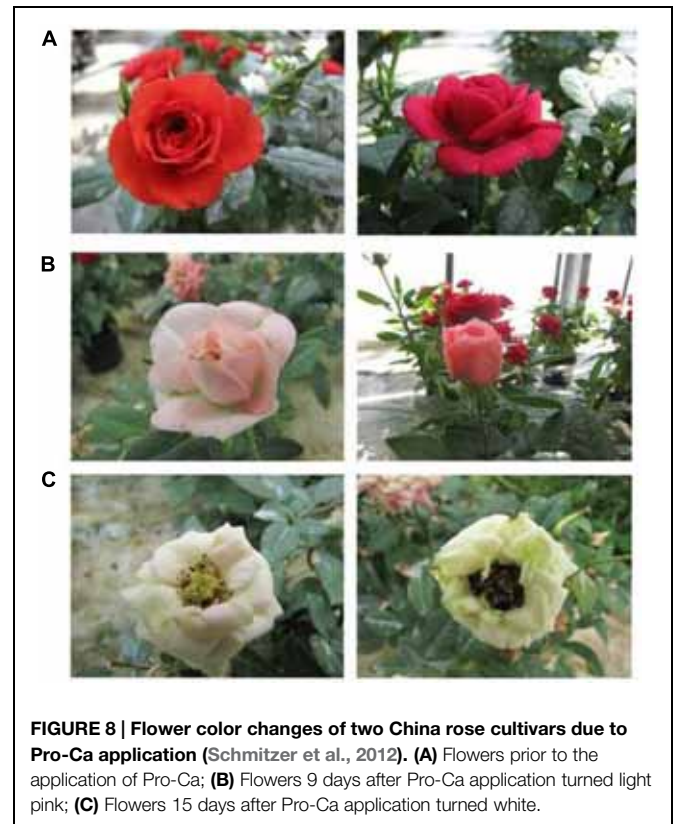 A
B
C
FIGURE 8 | Flower color changes of two China rose cultivars due to
Pro-Ca application (Schmitzer et al., 2012). (A) Flowers prior to the
application of Pro-Ca; (B) Flowers 9 days after Pro-Ca application turned light
pink; (C) Flowers 15 days after Pro-Ca application turned white.